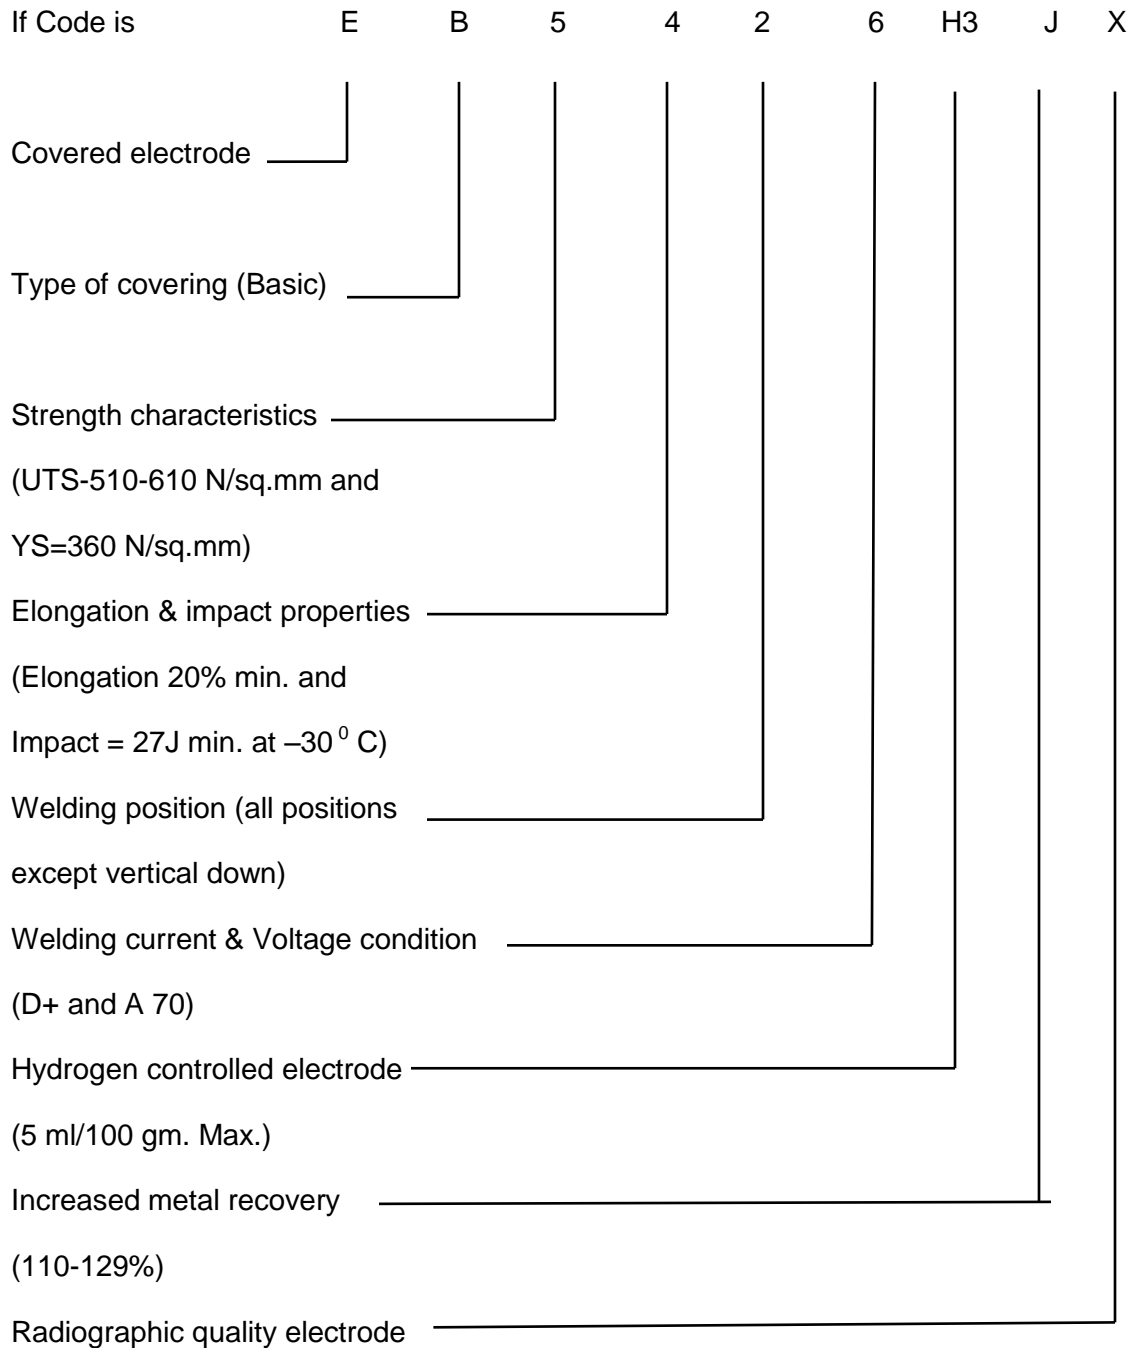 If Code is E B 5 4 2 6 H3 J X
Covered electrode
Type of covering (Basic)
Strength characteristics
(UTS-510-610 N/sq.mm and
YS=360 N/sq.mm)
Elongation & impact properties
(Elongation 20% min. and
Impact = 27J min. at –30 ⁰ C)
Welding position (all positions
except vertical down)
Welding current & Voltage condition
(D+ and A 70)
Hydrogen controlled electrode
(5 ml/100 gm. Max.)
Increased metal recovery
(110-129%)
Radiographic quality electrode